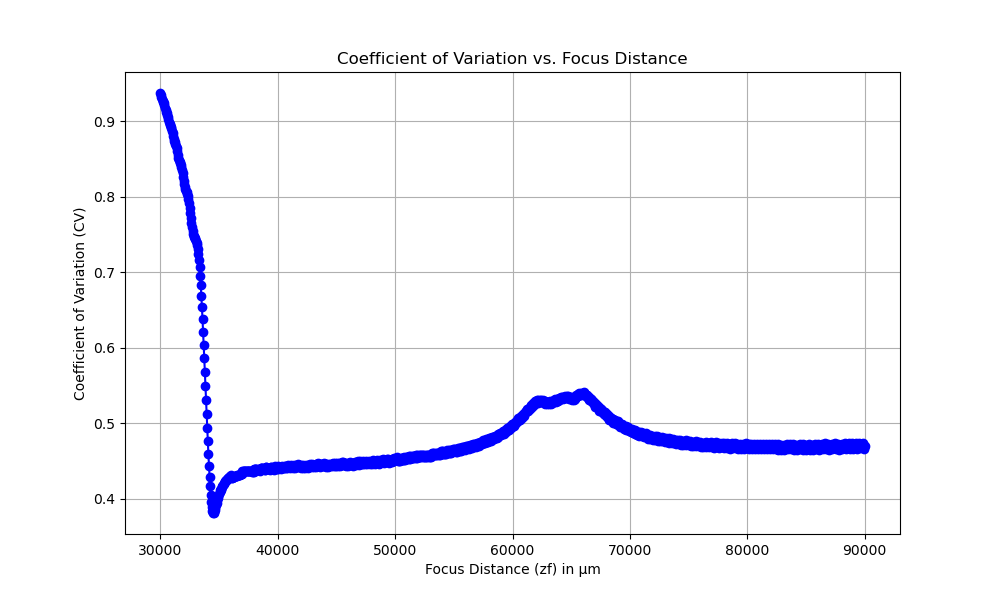 Coefficient of Variation vs. Focus Distance
Coefficient of Variation (CV)
0.9
0.8
0.7
0.6
0.5
0.4
30000 40000 50000 60000 70000 80000 90000
Focus Distance (zf) in μm